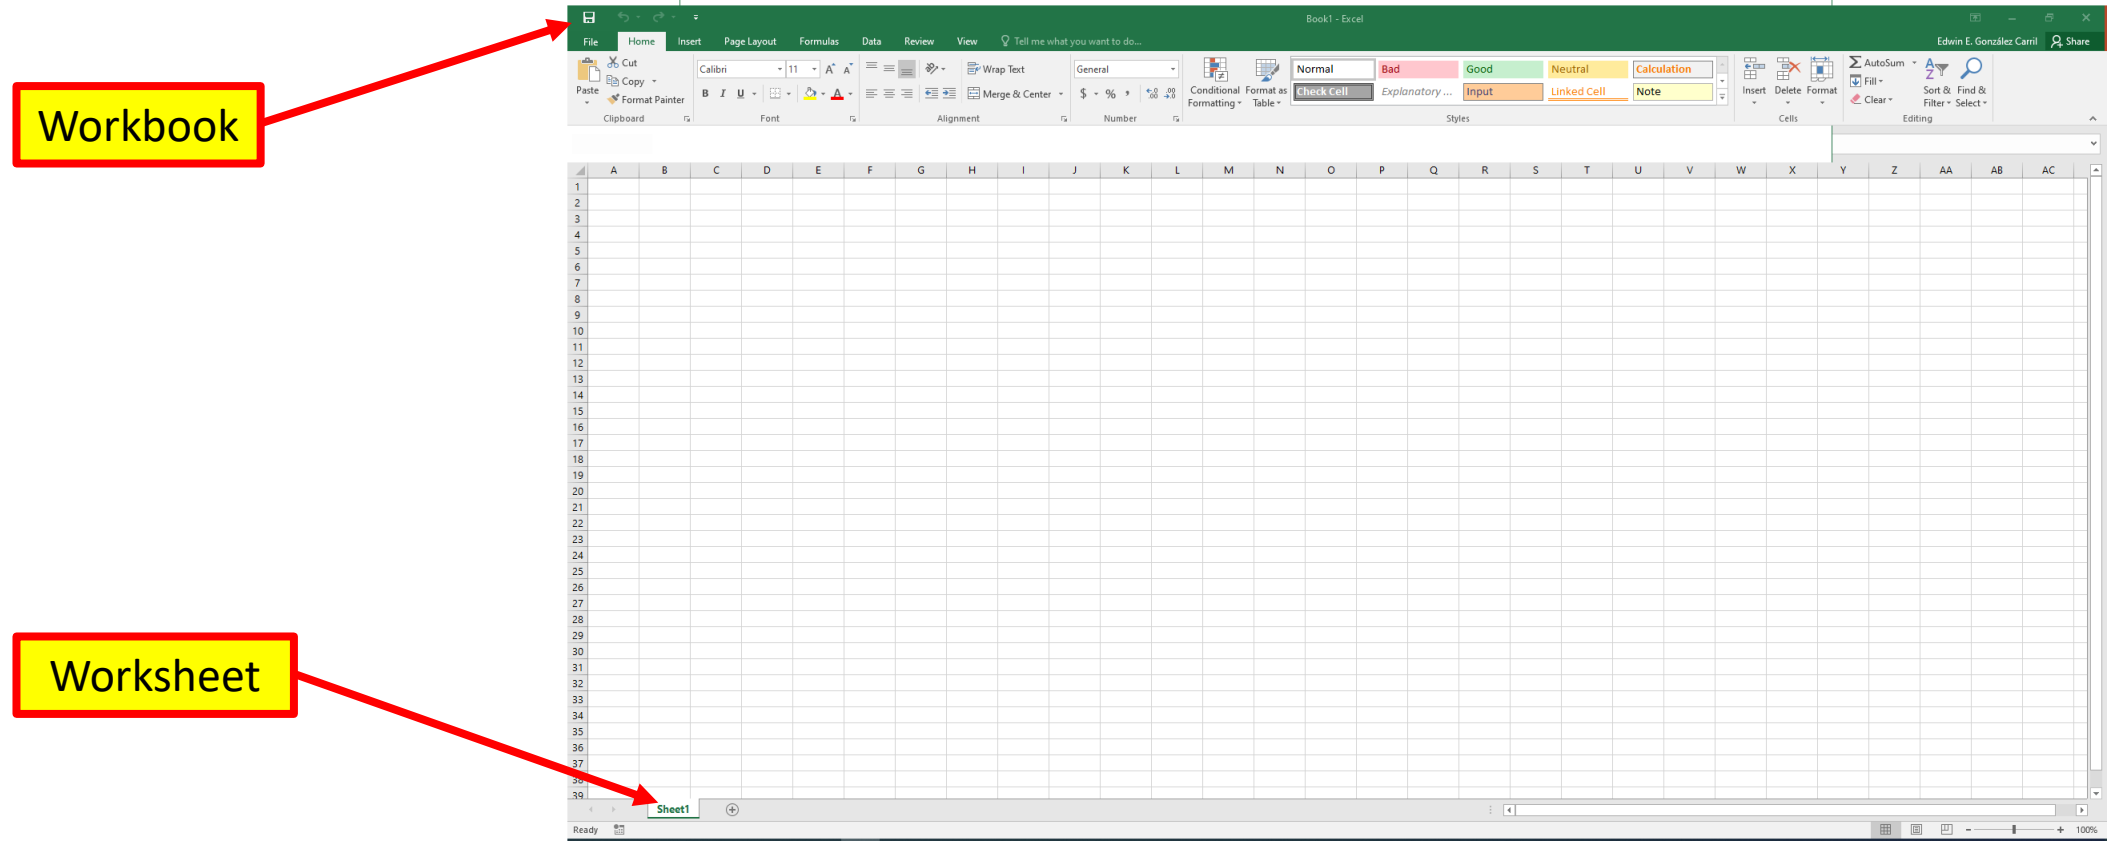 Workbook
Worksheet
Book1 - Excel
File Home Insert Page Layout Formulas Data Review View Tell me what you want to do... Edwin E. González Carril Share
Paste
Cut
Copy
Format Painter
Clipboard
Calibri 11 A A
B I U A
Font
Wrap Text
Merge & Center
Alignment
General
$ % , .00 .00
Number
Conditional Formatting
Format as Table
Normal Bad Good Neutral Calculation
Check Cell Explanatory ... Input Linked Cell Note
Styles
Insert Delete Format
Cells
AutoSum
Fill
Clear
Sort & Filter
Find & Select
Editing
A B C D E F G H I J K L M N O P Q R S T U V W X Y Z AA AB AC
1
2
3
4
5
6
7
8
9
10
11
12
13
14
15
16
17
18
19
20
21
22
23
24
25
26
27
28
29
30
31
32
33
34
35
36
37
38
39
Sheet1
Ready
100%